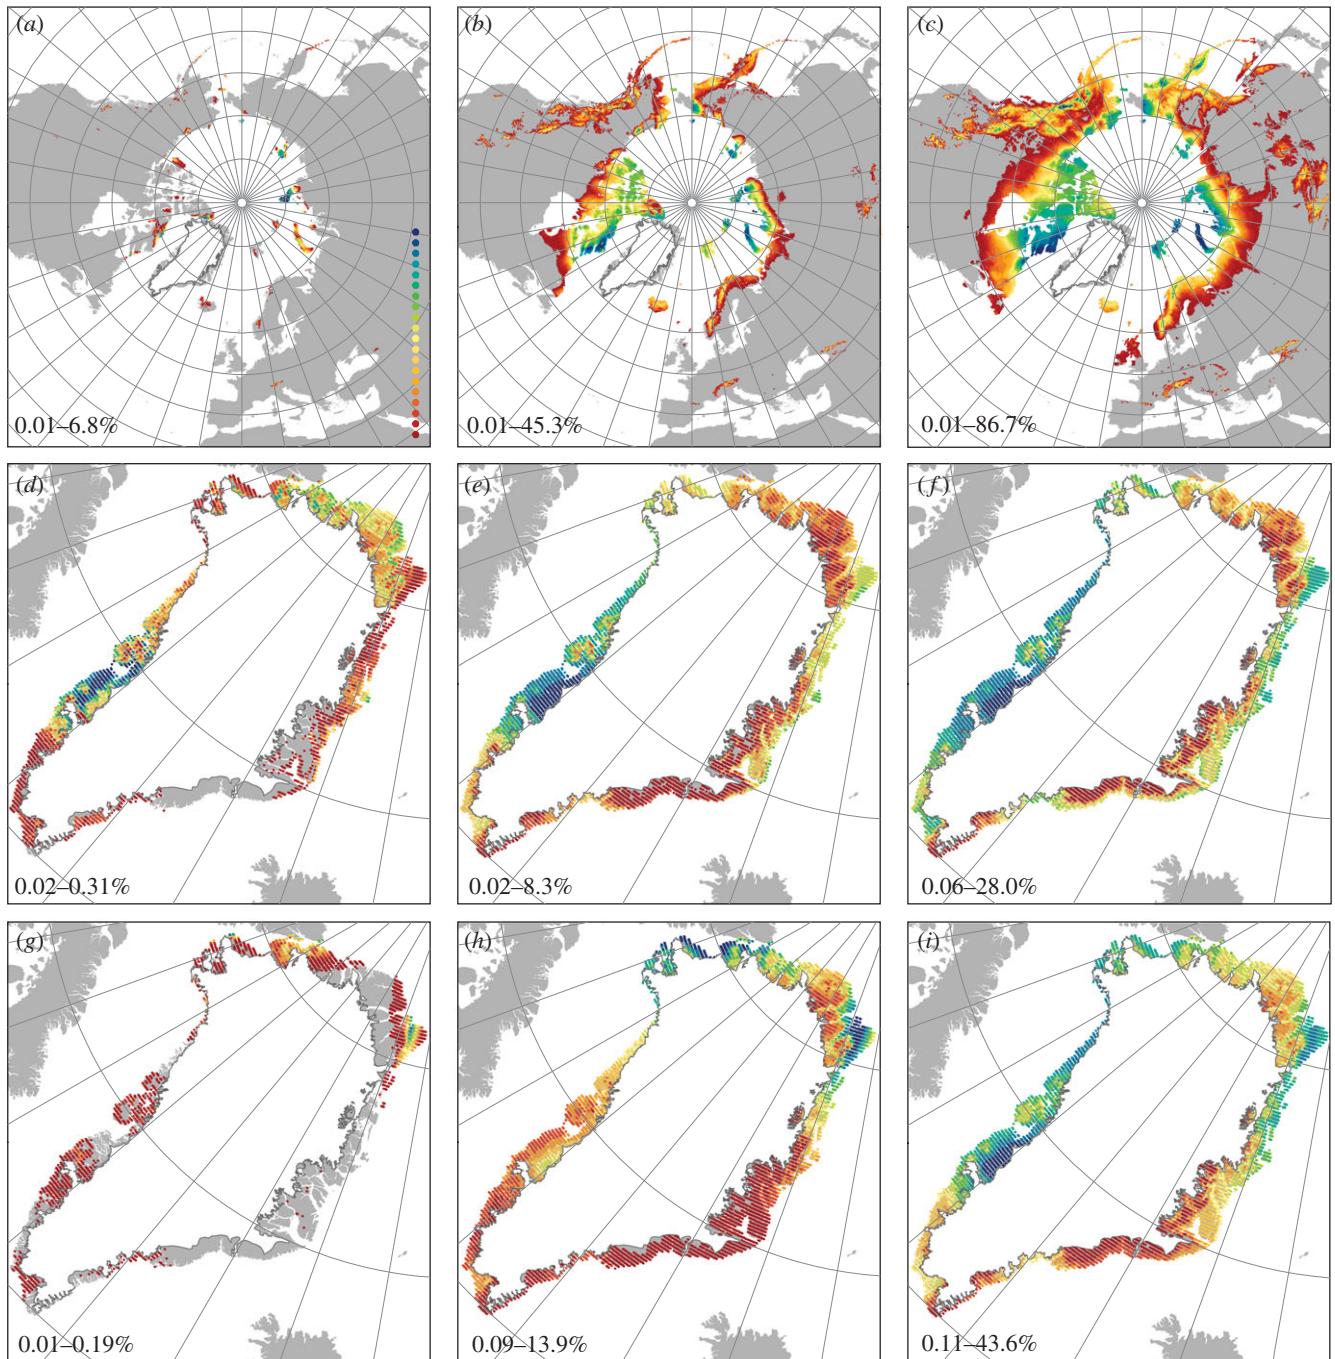 (a)
0.01–6.8%
(b)
0.01–45.3%
(c)
0.01–86.7%
(d)
0.02–0.31%
(e)
0.02–8.3%
(f)
0.06–28.0%
(g)
0.01–0.19%
(h)
0.09–13.9%
(i)
0.11–43.6%